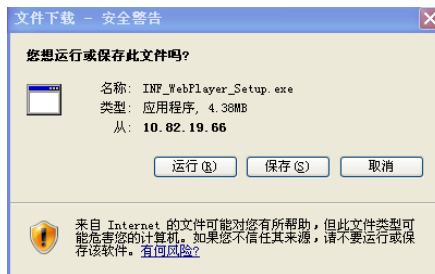 文件下载 - 安全警告
您想运行或保存此文件吗?
名称: INF_WebPlayer_Setup.exe
类型: 应用程序, 4.38MB
从: 10.82.19.66
运行(R) 保存(S) 取消
来自 Internet 的文件可能对您有所帮助,但此文件类型可
能危害您的计算机。如果您不信任其来源,请不要运行或保
存该软件。有何风险?